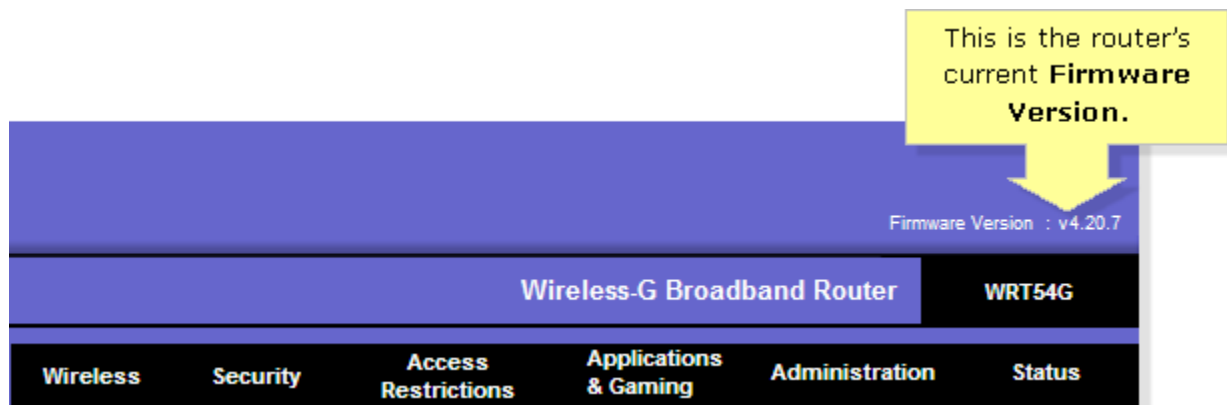 This is the router's
current Firmware
Version.
Firmware Version : v4.20.7
Wireless-G Broadband Router WRT54G
Wireless Security Access Restrictions Applications & Gaming Administration Status